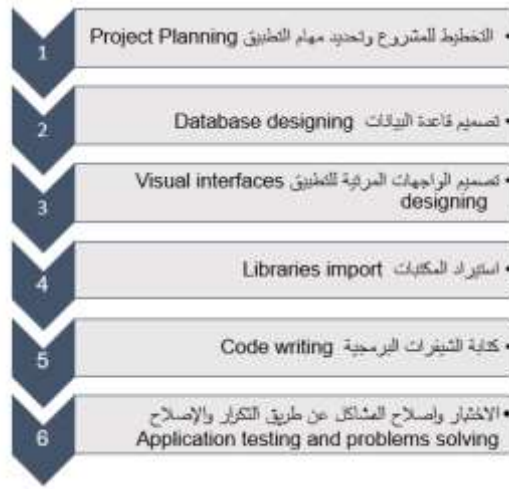 1
• التخطيط للمشروع وتحديد مهام التطبيق Project Planning
2
• تصميم قاعدة البيانات Database designing
3
• تصميم الواجهات المرئية للتطبيق Visual interfaces
designing
4
• استيراد المكتبات Libraries import
5
• كتابة الشيفرات البرمجية Code writing
6
• الاختبار واصلاح المشاكل عن طريق التكرار والإصلاح
Application testing and problems solving